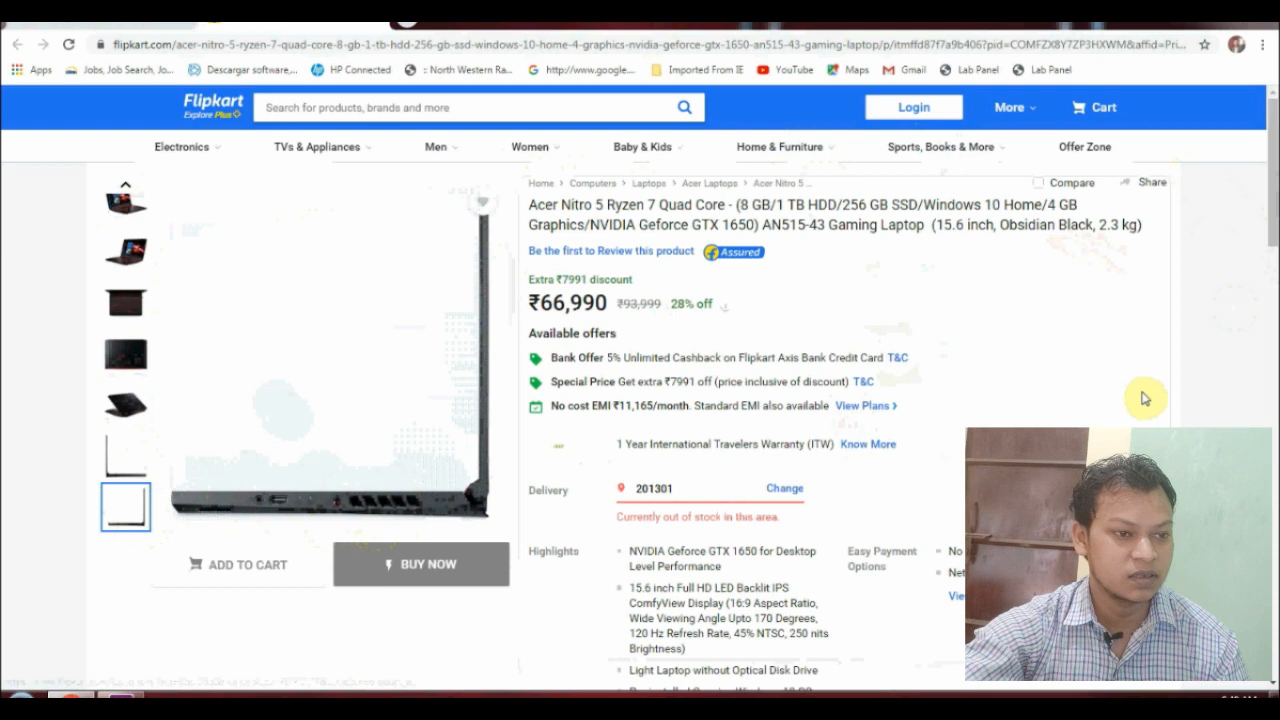 flipkart.com/acer-nitro-5-ryzen-7-quad-core-8-gb-1-tb-hdd-256-gb-ssd-windows-10-home-4-graphics-nvidia-geforce-gtx-1650-an515-43-gaming-laptop/p/itmffd87f7a9b406?pid=COMFZX8Y7ZP3HXWM&affid=Pri...
Apps Jobs, Job Search, Jo... Descargar software,... HP Connected :: North Western Ra... http://www.google.... Imported From IE YouTube Maps Gmail Lab Panel Lab Panel
Flipkart
Explore Plus
Search for products, brands and more
Login More Cart
Electronics TVs & Appliances Men Women Baby & Kids Home & Furniture Sports, Books & More Offer Zone
Home > Computers > Laptops > Acer Laptops > Acer Nitro 5 ... Compare Share
Acer Nitro 5 Ryzen 7 Quad Core - (8 GB/1 TB HDD/256 GB SSD/Windows 10 Home/4 GB
Graphics/NVIDIA Geforce GTX 1650) AN515-43 Gaming Laptop (15.6 inch, Obsidian Black, 2.3 kg)
Be the first to Review this product Assured
Extra ₹7991 discount
₹66,990 ₹93,999 28% off
Available offers
Bank Offer 5% Unlimited Cashback on Flipkart Axis Bank Credit Card T&C
Special Price Get extra ₹7991 off (price inclusive of discount) T&C
No cost EMI ₹11,165/month. Standard EMI also available View Plans >
1 Year International Travelers Warranty (ITW) Know More
Delivery 201301 Change
Currently out of stock in this area.
ADD TO CART BUY NOW
Highlights
NVIDIA Geforce GTX 1650 for Desktop
Level Performance
15.6 inch Full HD LED Backlit IPS
ComfyView Display (16:9 Aspect Ratio,
Wide Viewing Angle Upto 170 Degrees,
120 Hz Refresh Rate, 45% NTSC, 250 nits
Brightness)
Light Laptop without Optical Disk Drive
Easy Payment
Options
No
Net